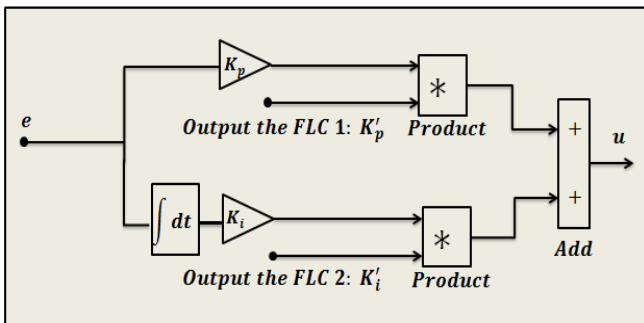 K_p
*
e
Output the FLC 1: K'_p
Product
+
u
∫ dt
K_i
+
*
Add
Output the FLC 2: K'_i
Product